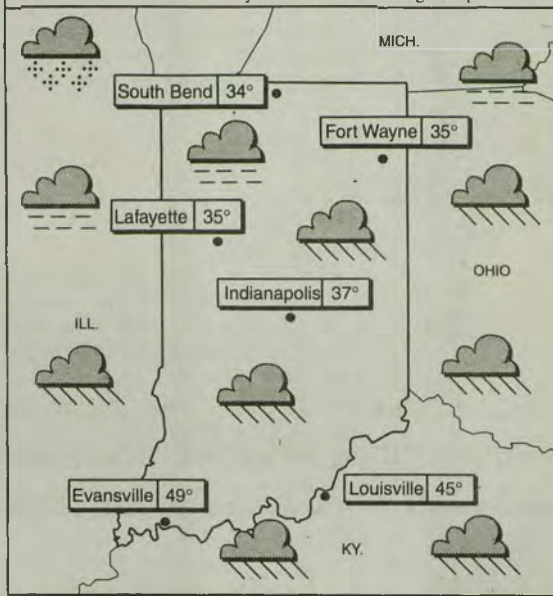 MICH.
South Bend 34°
Fort Wayne 35°
Lafayette 35°
OHIO
Indianapolis 37°
ILL.
Evansville 49°
Louisville 45°
KY.